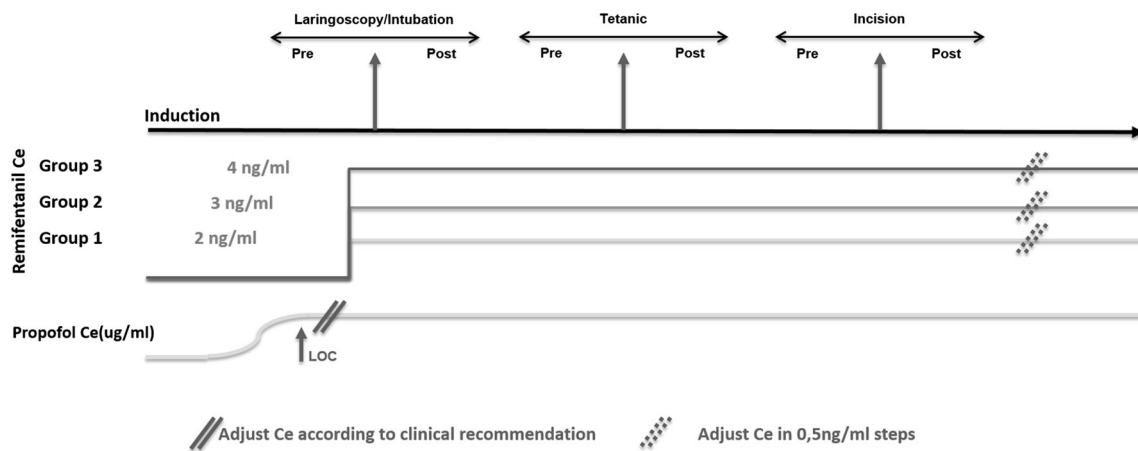 Laringoscopy/Intubation
Tetanic
Incision
Pre
Post
Pre
Post
Pre
Post
Induction
Remifentanil Ce
Group 3
4 ng/ml
Group 2
3 ng/ml
Group 1
2 ng/ml
Propofol Ce(ug/ml)
LOC
Adjust Ce according to clinical recommendation
Adjust Ce in 0,5ng/ml steps